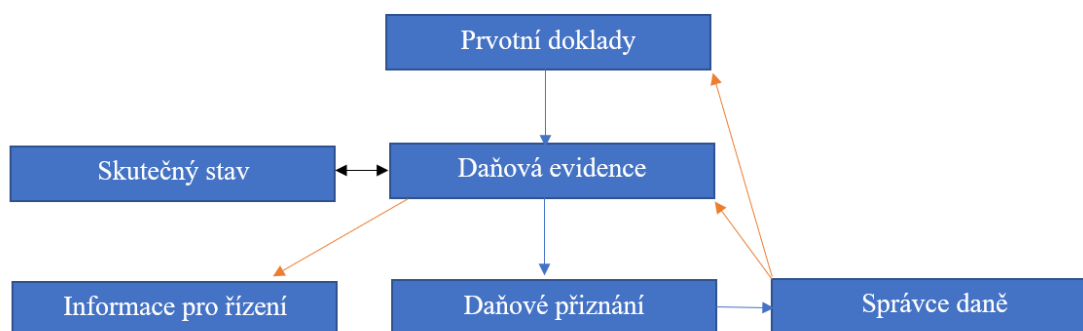 Prvotní doklady
Skutečný stav
Daňová evidence
Informace pro řízení
Daňové přiznání
Správce daně